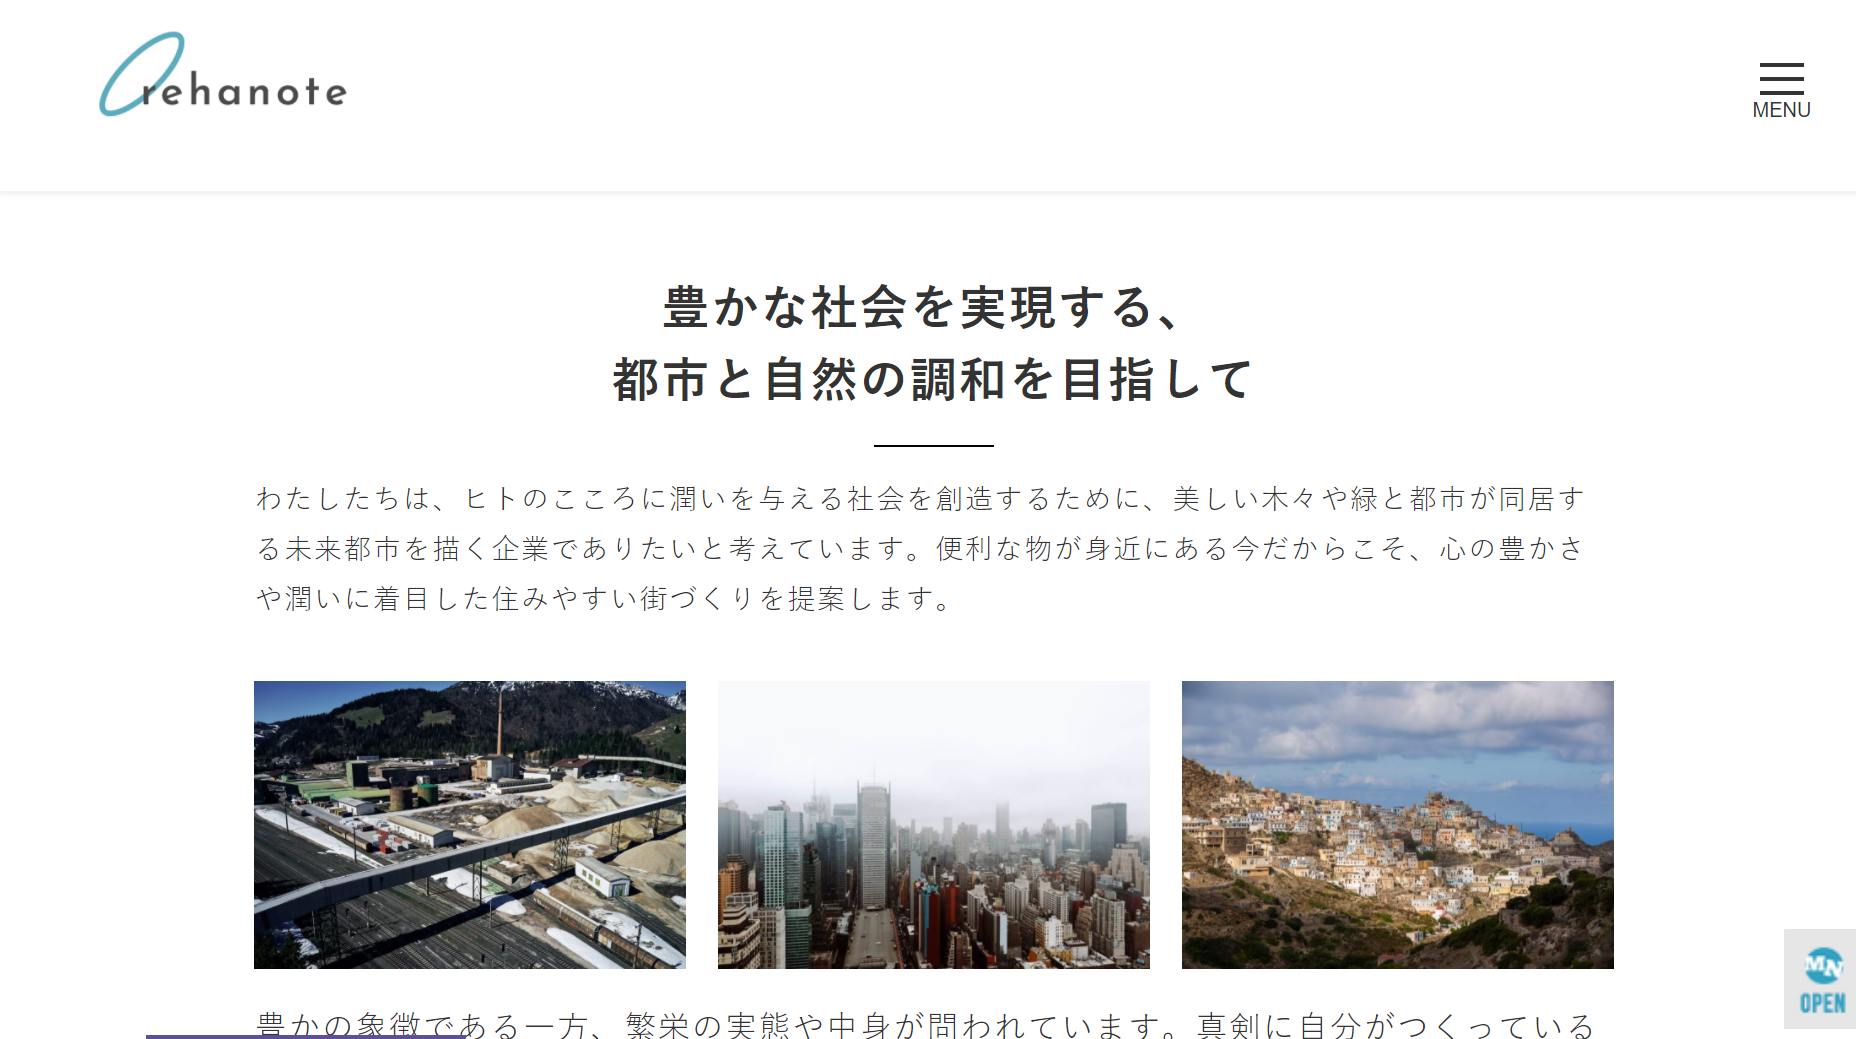 rehanote
MENU
豊かな社会を実現する、
都市と自然の調和を目指して
わたしたちは、ヒトのこころに潤いを与える社会を創造するために、美しい木々や緑と都市が同居す
る未来都市を描く企業でありたいと考えています。便利な物が身近にある今だからこそ、心の豊かさ
や潤いに着目した住みやすい街づくりを提案します。
豊かの象徴である一方、繁栄の実態や中身が問われています。真剣に自分がつくっている
MN
OPEN